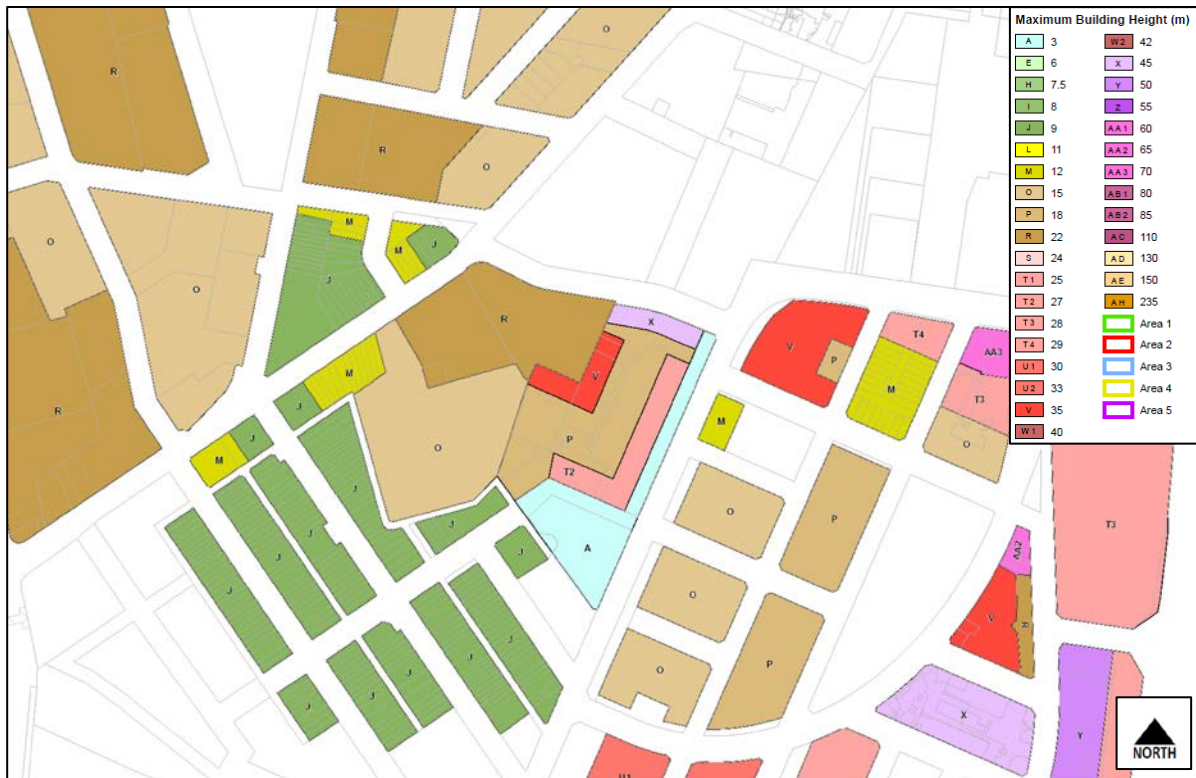 Maximum Building Height (m)
A 3
E 6
H 7.5
I 8
J 9
L 11
M 12
O 15
P 18
R 22
S 24
T1 25
T2 27
T3 28
T4 29
U1 30
U2 33
V 35
W1 40
W2 42
X 45
Y 50
Z 55
AA1 60
AA2 65
AA3 70
AB1 80
AB2 85
AC 110
AD 130
AE 150
AH 235
Area 1
Area 2
Area 3
Area 4
Area 5
O
R
R
O
M
M
J
O
J
O
R
X
V
T4
AA3
P
V
M
M
T3
R
J
P
M
O
O
M
J
T2
J
O
P
T3
J
J
J
J
A
AA2
J
O
V
R
J
J
O
P
J
J
J
X
Y
U1
NORTH